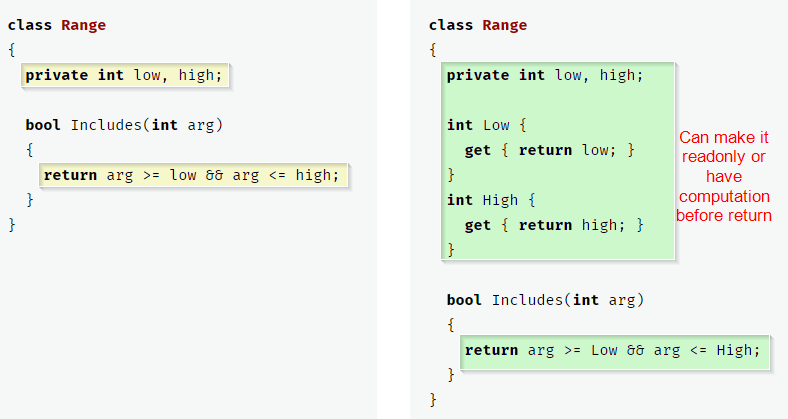 class Range
{
private int low, high;
bool Includes(int arg)
{
return arg >= low && arg <= high;
}
}
class Range
{
private int low, high;
int Low {
get { return low; }
}
int High {
get { return high; }
}
bool Includes(int arg)
{
return arg >= Low && arg <= High;
}
}
Can make it
readonly or
have
computation
before return